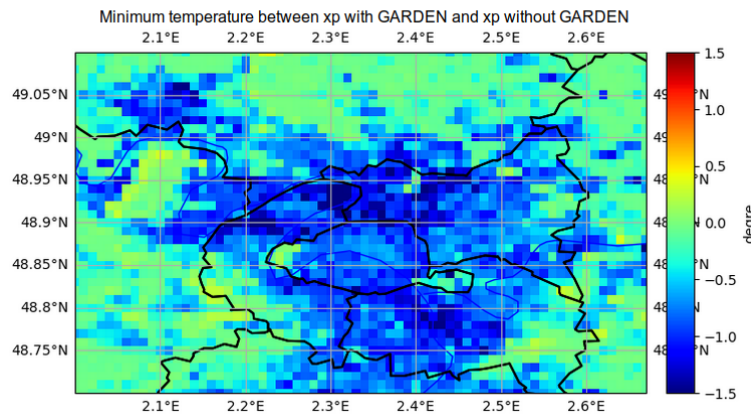 Minimum temperature between xp with GARDEN and xp without GARDEN
2.1°E 2.2°E 2.3°E 2.4°E 2.5°E 2.6°E
1.5
49.05°N
1.0
49°N
0.5
48.95°N
48.9°N
0.0
48.85°N
−0.5
48.8°N
−1.0
48.75°N
−1.5
2.1°E 2.2°E 2.3°E 2.4°E 2.5°E 2.6°E
degre